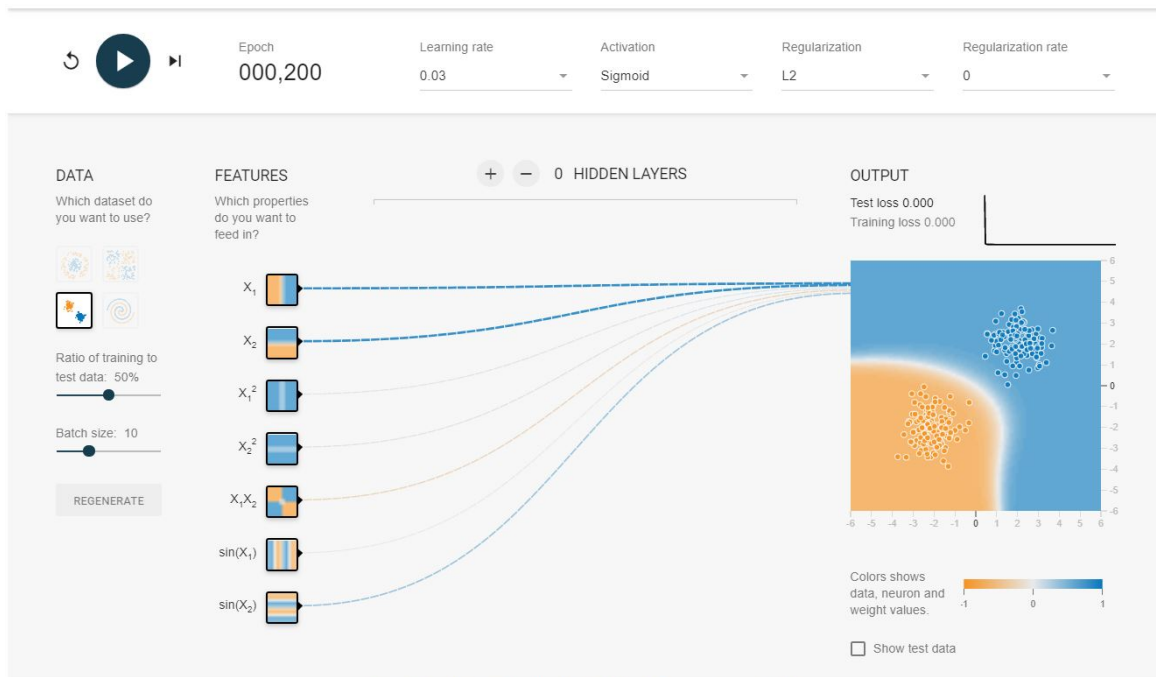 Epoch
000,200
Learning rate
0.03
Activation
Sigmoid
Regularization
L2
Regularization rate
0
DATA
Which dataset do
you want to use?
Ratio of training to
test data: 50%
Batch size: 10
REGENERATE
FEATURES
Which properties
do you want to
feed in?
X₁
X₂
X₁²
X₂²
X₁X₂
sin(X₁)
sin(X₂)
+ − 0 HIDDEN LAYERS
OUTPUT
Test loss 0.000
Training loss 0.000
6
5
4
3
2
1
0
-1
-2
-3
-4
-5
-6
-6 -5 -4 -3 -2 -1 0 1 2 3 4 5 6
Colors shows
data, neuron and
weight values.
-1 0 1
Show test data